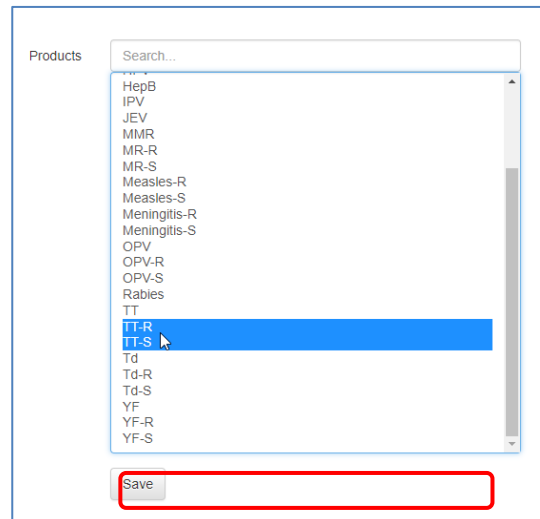 Products
Search...
HepB
IPV
JEV
MMR
MR-R
MR-S
Measles-R
Measles-S
Meningitis-R
Meningitis-S
OPV
OPV-R
OPV-S
Rabies
TT
TT-R
TT-S
Td
Td-R
Td-S
YF
YF-R
YF-S
Save